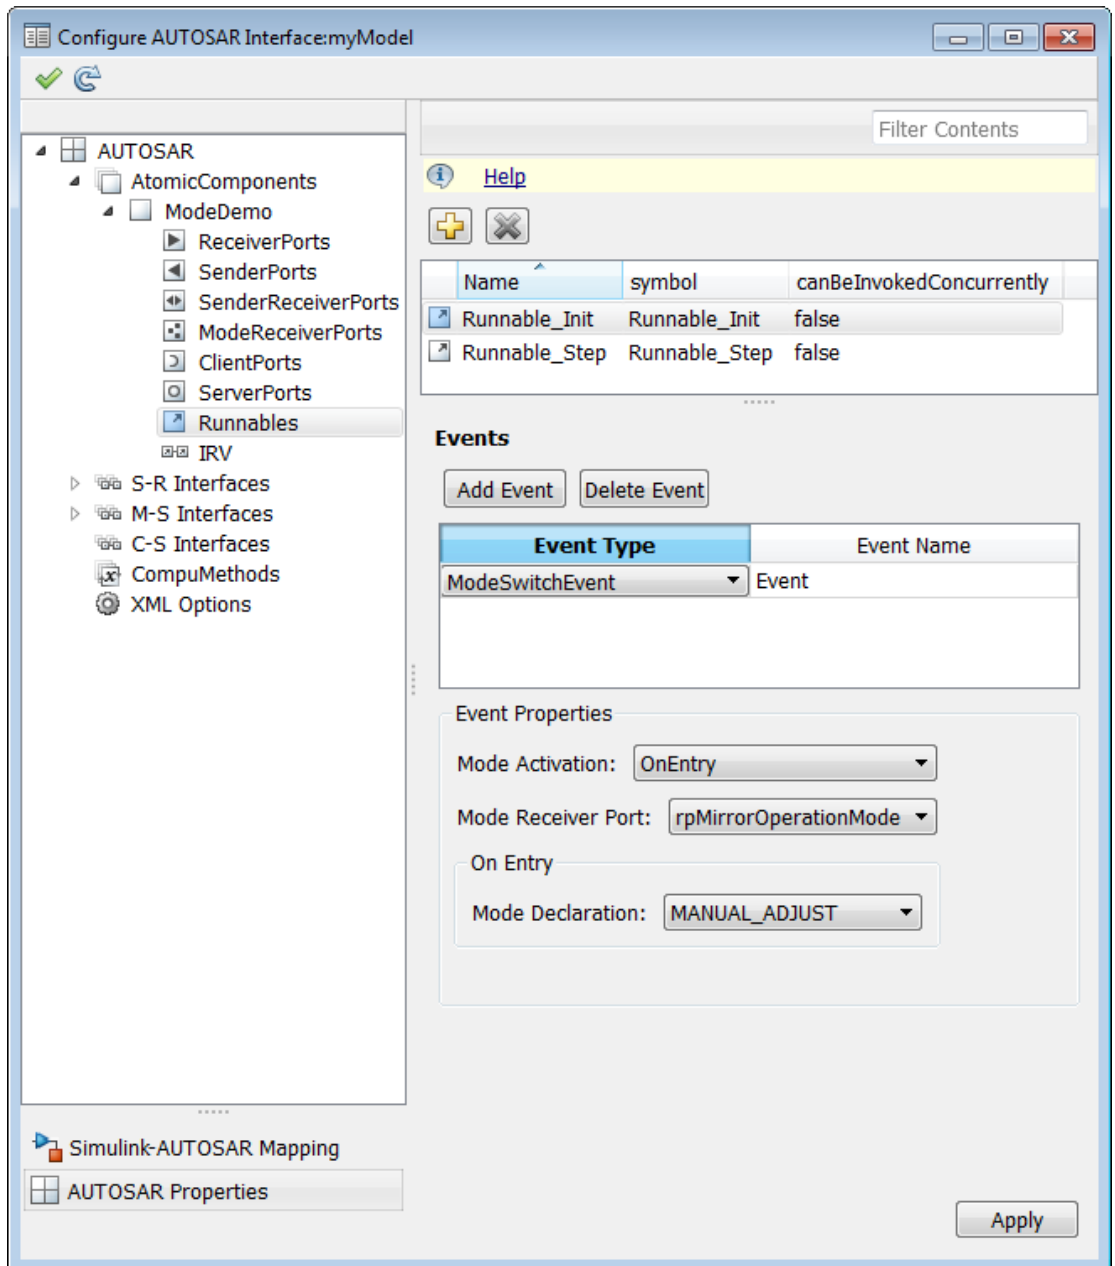 Configure AUTOSAR Interface:myModel
Filter Contents
AUTOSAR
AtomicComponents
ModeDemo
ReceiverPorts
SenderPorts
SenderReceiverPorts
ModeReceiverPorts
ClientPorts
ServerPorts
Runnables
IRV
S-R Interfaces
M-S Interfaces
C-S Interfaces
CompuMethods
XML Options
Help
Name symbol canBeInvokedConcurrently
Runnable_Init Runnable_Init false
Runnable_Step Runnable_Step false
Events
Add Event Delete Event
Event Type Event Name
ModeSwitchEvent Event
Event Properties
Mode Activation: OnEntry
Mode Receiver Port: rpMirrorOperationMode
On Entry
Mode Declaration: MANUAL_ADJUST
Simulink-AUTOSAR Mapping
AUTOSAR Properties
Apply